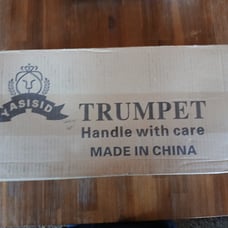 YASISID
TRUMPET
Handle with care
MADE IN CHINA